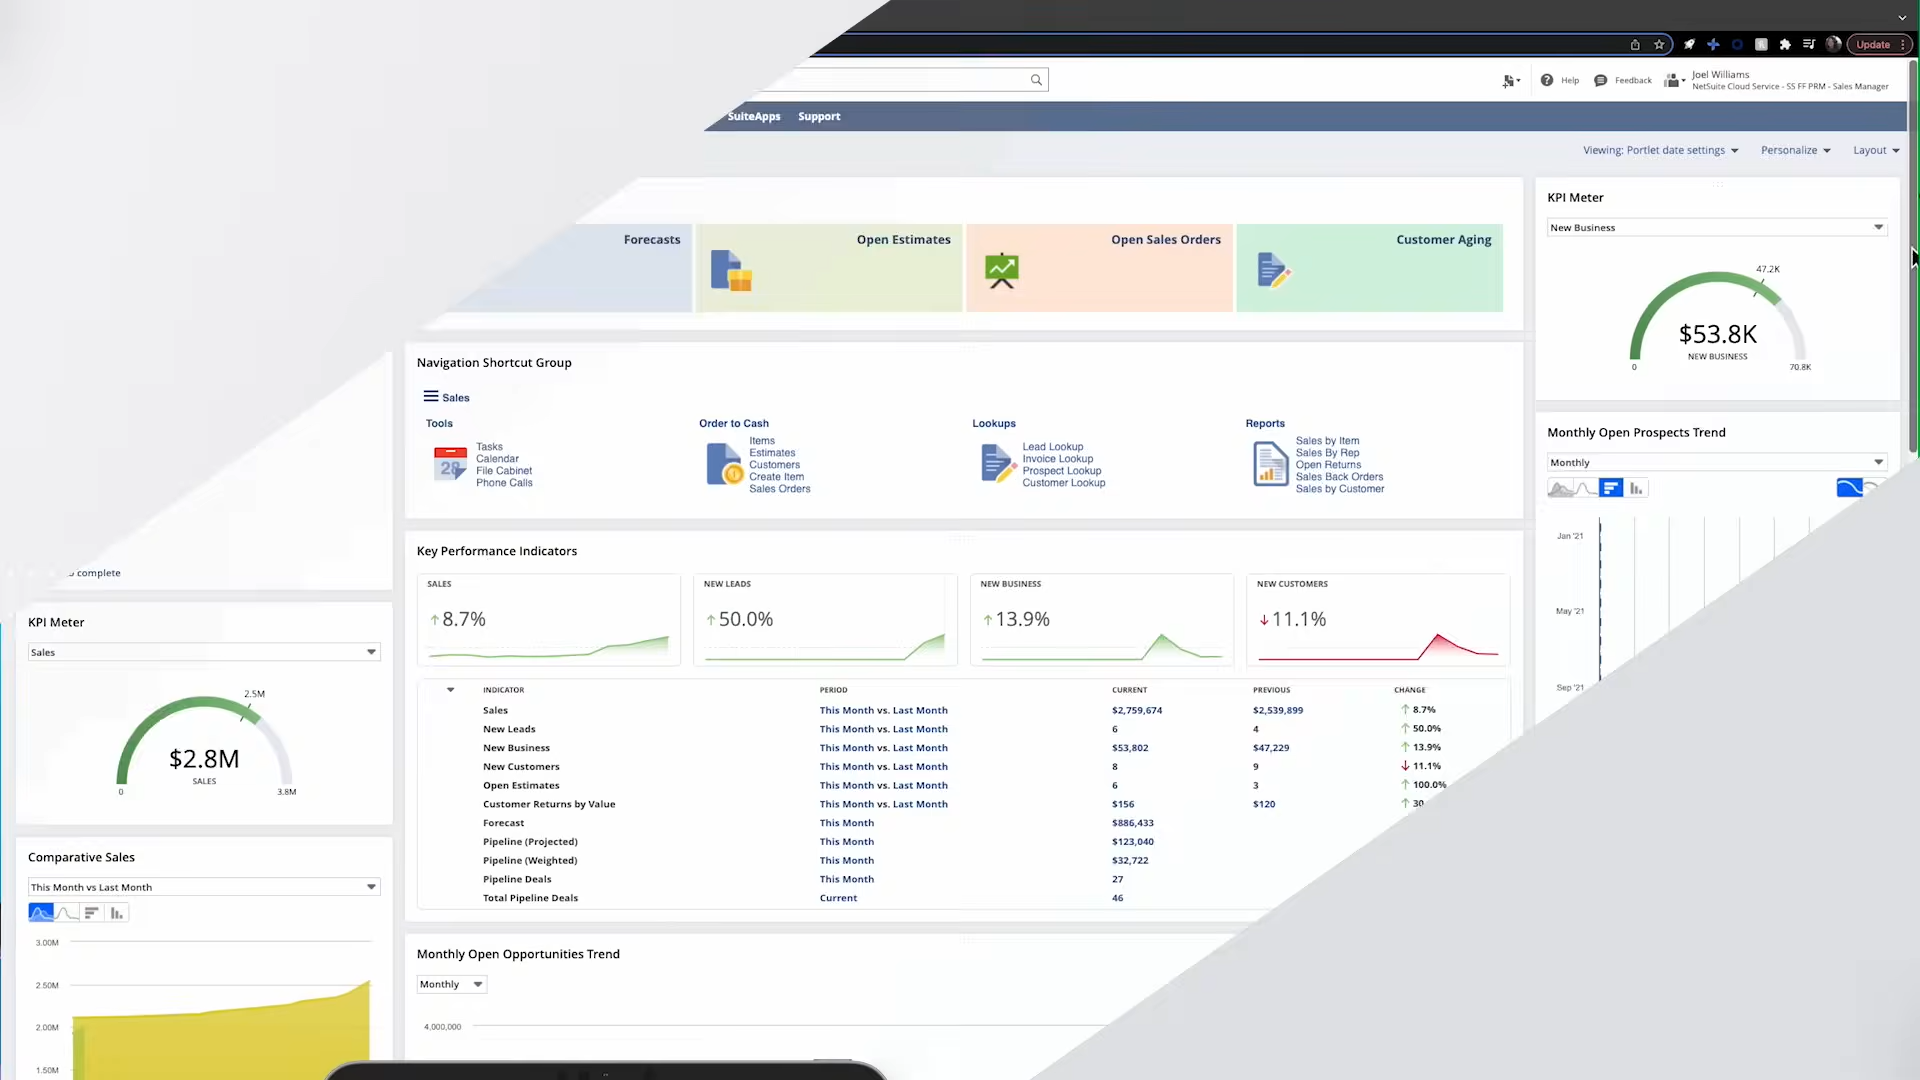 Update
Joel Williams
Help
Feedback
NetSuite Cloud Service - SS FF PRM - Sales Manager
SuiteApps
Support
Viewing: Portlet date settings
Personalize
Layout
Forecasts
Open Estimates
Open Sales Orders
Customer Aging
KPI Meter
New Business
47.2K
$53.8K
NEW BUSINESS
0
70.8K
Navigation Shortcut Group
Sales
Tools
28
Tasks
Calendar
File Cabinet
Phone Calls
Order to Cash
Items
Estimates
Customers
Create Item
Sales Orders
Lookups
Lead Lookup
Invoice Lookup
Prospect Lookup
Customer Lookup
Reports
Sales by Item
Sales By Rep
Open Returns
Sales Back Orders
Sales by Customer
Monthly Open Prospects Trend
Monthly
Jan '21
May '21
Sep '21
complete
KPI Meter
Sales
2.5M
$2.8M
SALES
0
3.8M
Key Performance Indicators
SALES
8.7%
NEW LEADS
50.0%
NEW BUSINESS
13.9%
NEW CUSTOMERS
11.1%
INDICATOR PERIOD CURRENT PREVIOUS CHANGE
Sales This Month vs. Last Month $2,759,674 $2,539,899 8.7%
New Leads This Month vs. Last Month 6 4 50.0%
New Business This Month vs. Last Month $53,802 $47,229 13.9%
New Customers This Month vs. Last Month 8 9 11.1%
Open Estimates This Month vs. Last Month 6 3 100.0%
Customer Returns by Value This Month vs. Last Month $156 $120 30
Forecast This Month $886,433
Pipeline (Projected) This Month $123,040
Pipeline (Weighted) This Month $32,722
Pipeline Deals This Month 27
Total Pipeline Deals Current 46
Comparative Sales
This Month vs Last Month
3.00M
2.50M
2.00M
1.50M
Monthly Open Opportunities Trend
Monthly
4,000,000